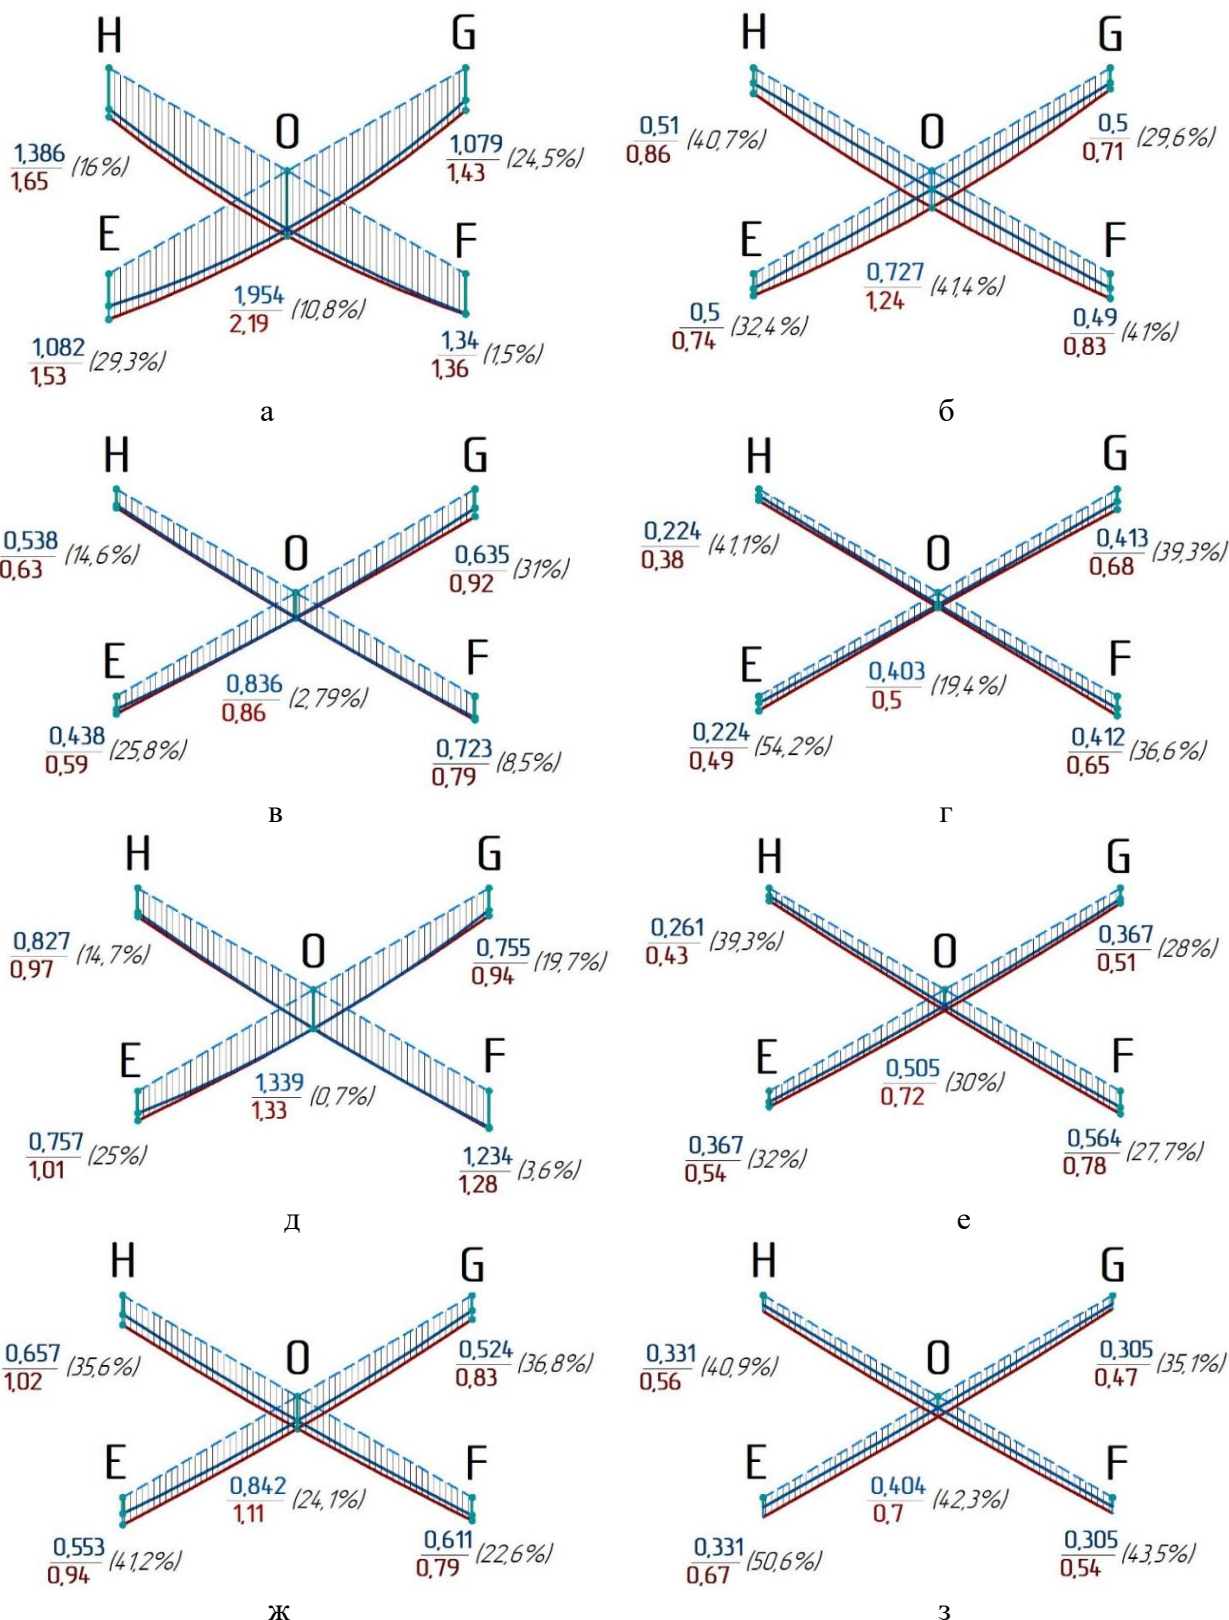 H G
O
1,386
1,65 (16%)
1,079
1,43 (24,5%)
E F
1,954
2,19 (10,8%)
1,082
1,53 (29,3%)
1,34
1,36 (1,5%)
а
H G
O
0,51
0,86 (40,7%)
0,5
0,71 (29,6%)
E F
0,727
1,24 (41,4%)
0,5
0,74 (32,4%)
0,49
0,83 (41%)
б
H G
O
0,538
0,63 (14,6%)
0,635
0,92 (31%)
E F
0,836
0,86 (2,79%)
0,438
0,59 (25,8%)
0,723
0,79 (8,5%)
в
H G
O
0,224
0,38 (41,1%)
0,413
0,68 (39,3%)
E F
0,403
0,5 (19,4%)
0,224
0,49 (54,2%)
0,412
0,65 (36,6%)
г
H G
O
0,827
0,97 (14,7%)
0,755
0,94 (19,7%)
E F
1,339
1,33 (0,7%)
0,757
1,01 (25%)
1,234
1,28 (3,6%)
д
H G
O
0,261
0,43 (39,3%)
0,367
0,51 (28%)
E F
0,505
0,72 (30%)
0,367
0,54 (32%)
0,564
0,78 (27,7%)
е
H G
O
0,657
1,02 (35,6%)
0,524
0,83 (36,8%)
E F
0,842
1,11 (24,1%)
0,553
0,94 (41,2%)
0,611
0,79 (22,6%)
ж
H G
O
0,331
0,56 (40,9%)
0,305
0,47 (35,1%)
E F
0,404
0,7 (42,3%)
0,331
0,67 (50,6%)
0,305
0,54 (43,5%)
з